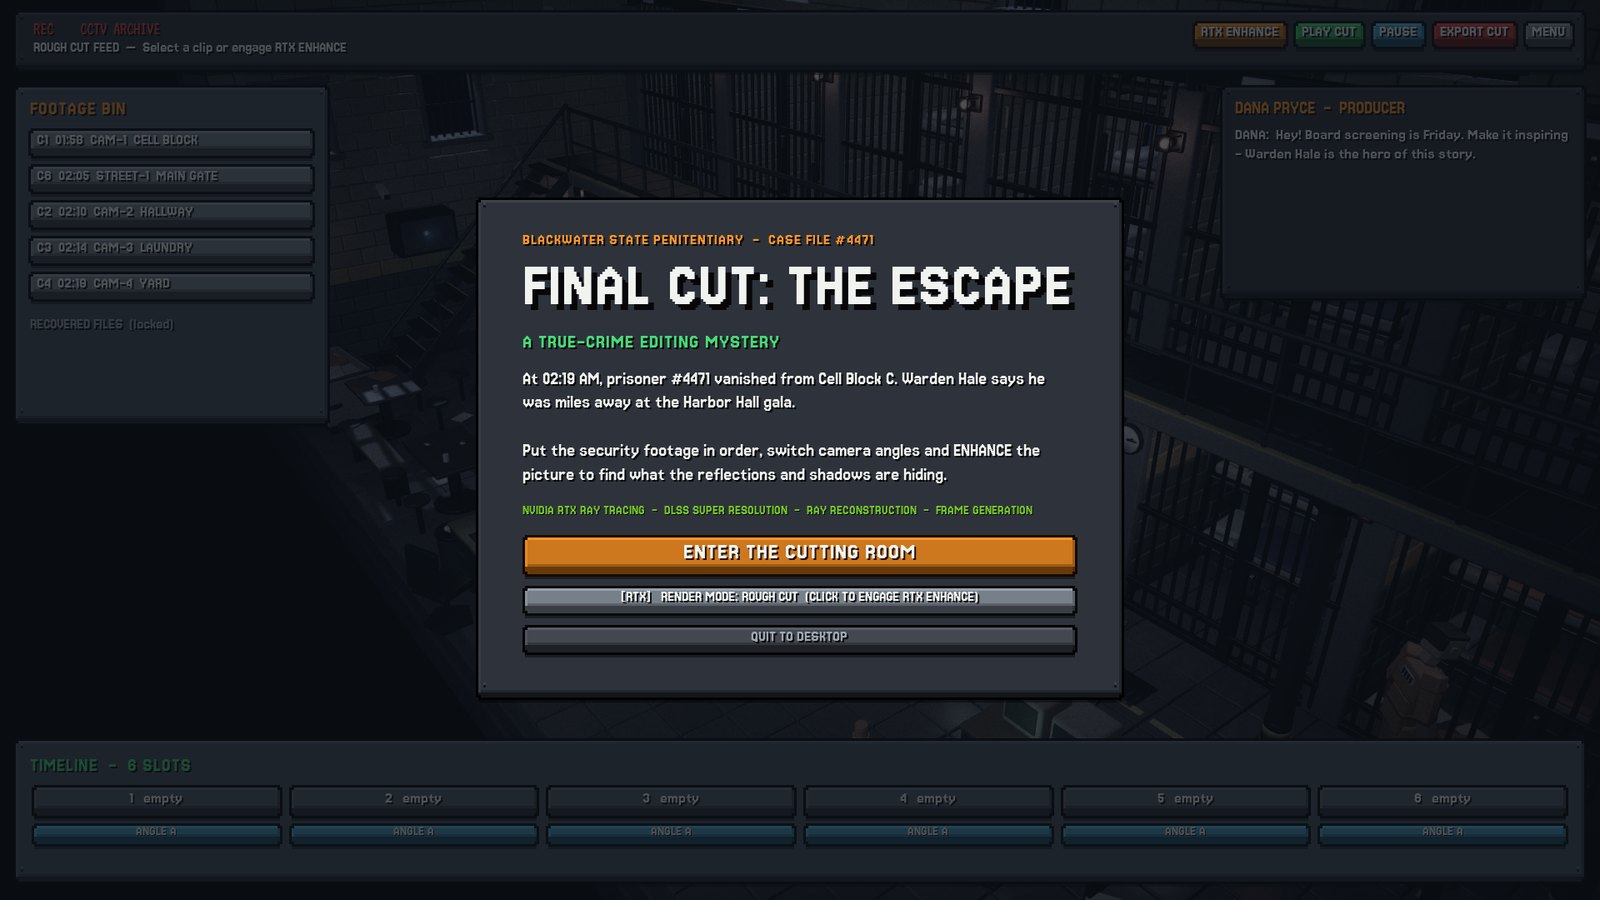 REC CCTV ARCHIVE
ROUGH CUT FEED — Select a clip or engage RTX ENHANCE
RTX ENHANCE
PLAY CUT
PAUSE
EXPORT CUT
MENU
FOOTAGE BIN
C1 01:58 CAM-1 CELL BLOCK
C6 02:05 STREET-1 MAIN GATE
C2 02:10 CAM-2 HALLWAY
C3 02:14 CAM-3 LAUNDRY
C4 02:19 CAM-4 YARD
RECOVERED FILES (locked)
DANA PRYCE - PRODUCER
DANA: Hey! Board screening is Friday. Make it inspiring
- Warden Hale is the hero of this story.
BLACKWATER STATE PENITENTIARY - CASE FILE #4471
FINAL CUT: THE ESCAPE
A TRUE-CRIME EDITING MYSTERY
At 02:19 AM, prisoner #4471 vanished from Cell Block C. Warden Hale says he
was miles away at the Harbor Hall gala.
Put the security footage in order, switch camera angles and ENHANCE the
picture to find what the reflections and shadows are hiding.
NVIDIA RTX RAY TRACING - DLSS SUPER RESOLUTION - RAY RECONSTRUCTION - FRAME GENERATION
ENTER THE CUTTING ROOM
[RTX] RENDER MODE: ROUGH CUT (CLICK TO ENGAGE RTX ENHANCE)
QUIT TO DESKTOP
TIMELINE - 6 SLOTS
1 empty
2 empty
3 empty
4 empty
5 empty
6 empty
ANGLE A
ANGLE A
ANGLE A
ANGLE A
ANGLE A
ANGLE A